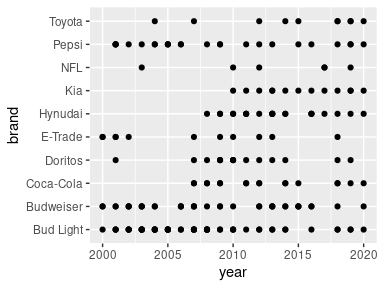 Toyota
Pepsi
NFL
Kia
Hynudai
E-Trade
Doritos
Coca-Cola
Budweiser
Bud Light
brand
2000 2005 2010 2015 2020
year